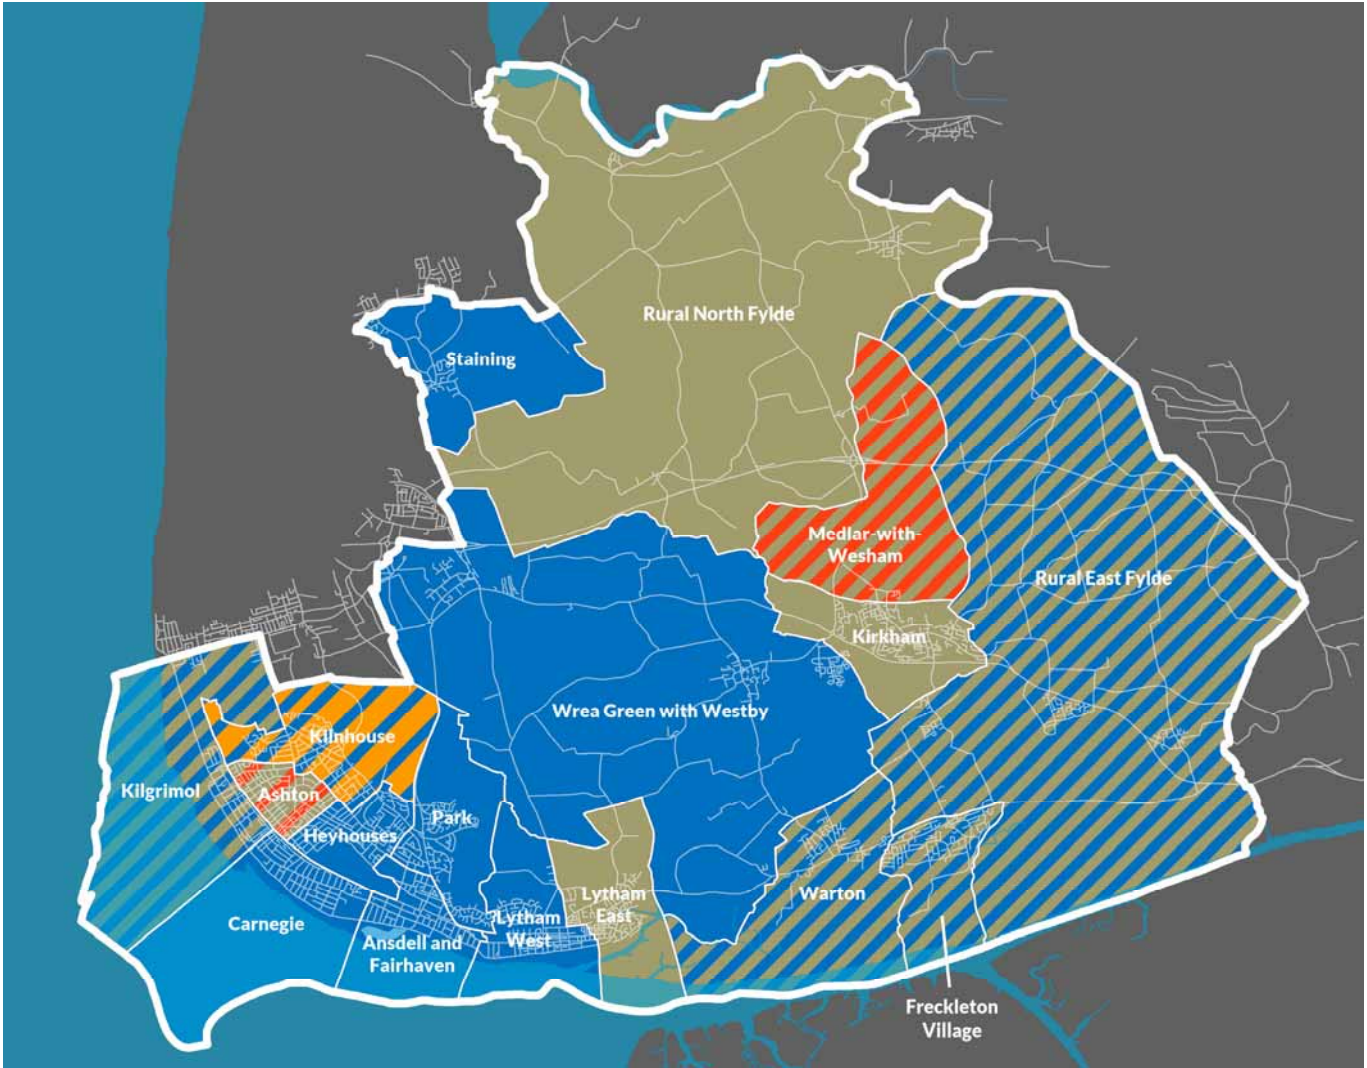 Rural North Fylde
Staining
Medlar-with-
Wesham
Rural East Fylde
Kirkham
Wrea Green with Westby
Kilnhouse
Kilgrimol
Ashton
Park
Heyhouses
Lytham
East
Warton
Carnegie
Lytham
West
Ansdell and
Fairhaven
Freckleton
Village